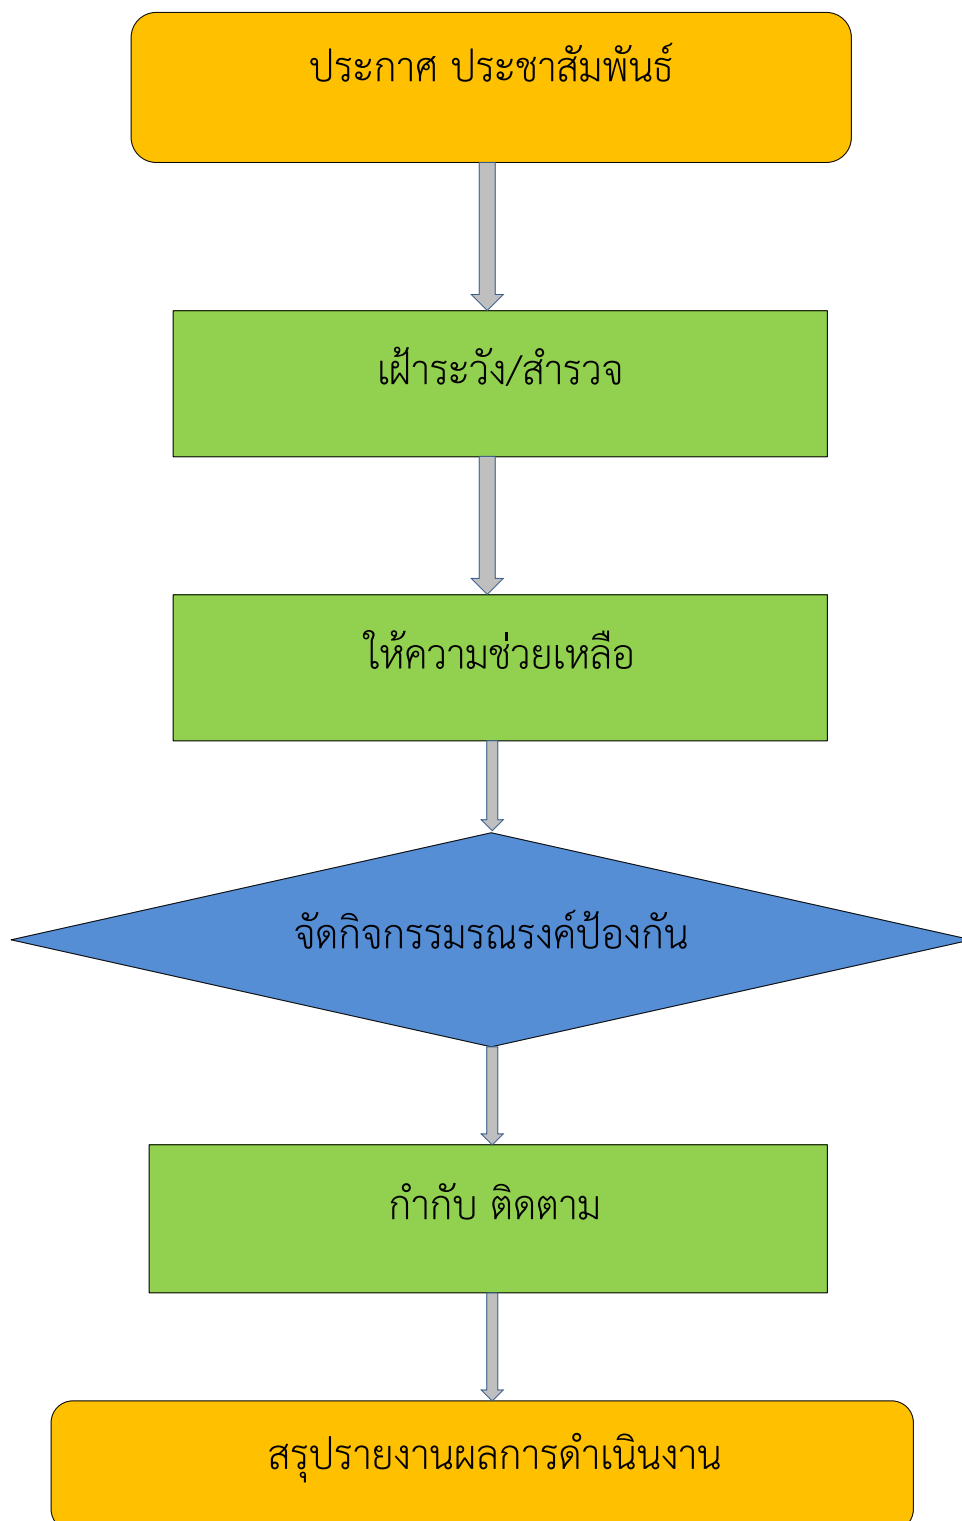 ประกาศ ประชาสัมพันธ์
เฝ้าระวัง/สำรวจ
ให้ความช่วยเหลือ
จัดกิจกรรมรณรงค์ป้องกัน
กำกับ ติดตาม
สรุปรายงานผลการดำเนินงาน